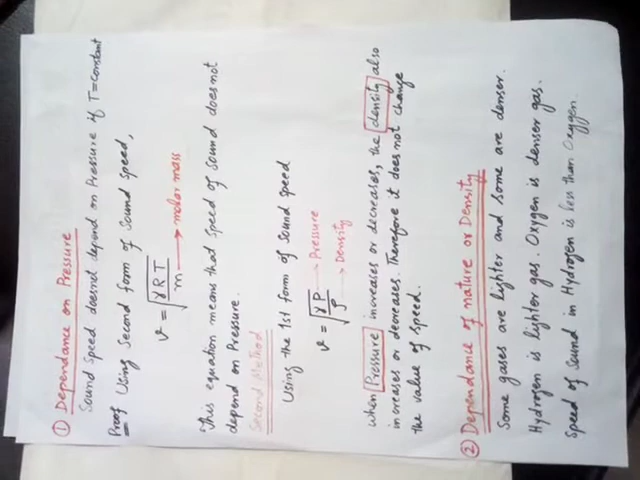 ① Dependance on Pressure
Sound Speed doesnot depend on Pressure if T=constant
Proof Using Second form of Sound speed,
v = √(γRT/m) → molar mass
This equation means that speed of sound does not
depend on Pressure.
Second Method
Using the 1st form of sound speed
v = √(γP/ρ) → Pressure
→ Density
when Pressure increases or decreases, the density also
increases or decreases. Therefore it does not change
the value of speed.
② Dependance of nature or Density
Some gases are lighter and some are denser.
Hydrogen is lighter gas. Oxygen is denser gas.
Speed of Sound in Hydrogen is less than Oxygen.